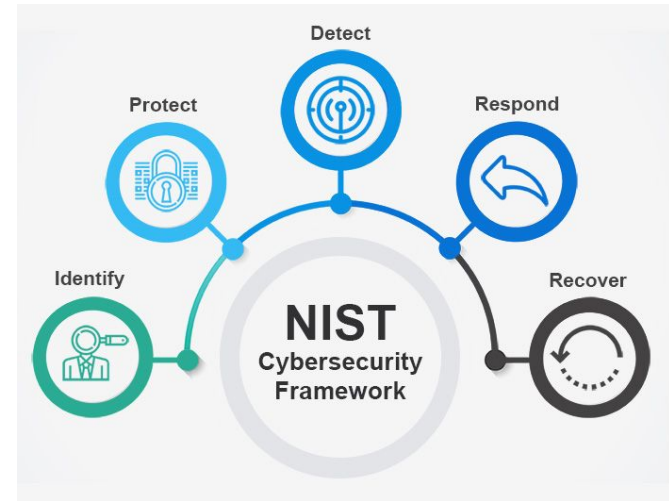 Detect
Protect
Respond
Identify
Recover
NIST
Cybersecurity
Framework